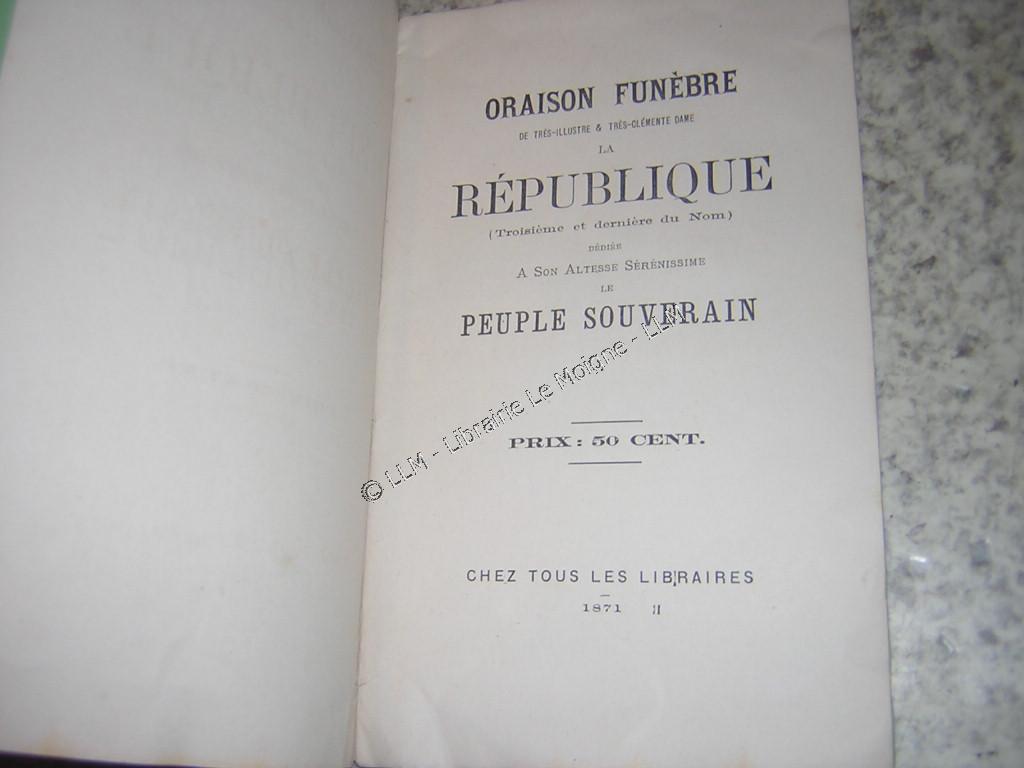 ORAISON FUNÈBRE
DE TRÈS-ILLUSTRE & TRÈS-CLÉMENTE DAME
LA
RÉPUBLIQUE
(Troisième et dernière du Nom)
DÉDIÉE
A SON ALTESSE SÉRÉNISSIME
LE
PEUPLE SOUVERAIN
© LLM - Librairie Le Moigne - LLM
PRIX : 50 CENT.
CHEZ TOUS LES LIBRAIRES
1871